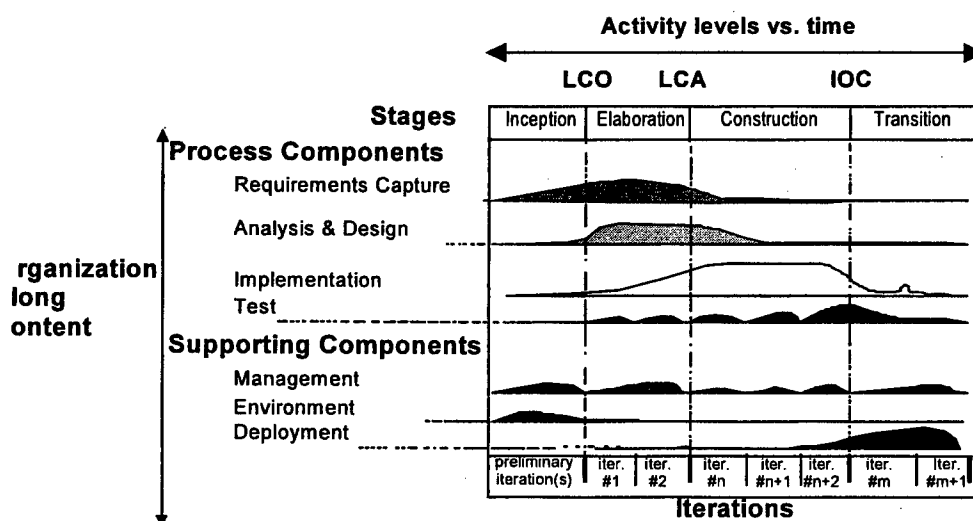 Activity levels vs. time
LCO LCA IOC
Stages
Inception Elaboration Construction Transition
Process Components
Requirements Capture
Analysis & Design
rganization
long
ontent
Implementation
Test
Supporting Components
Management
Environment
Deployment
preliminary
iteration(s)
iter.
#1
iter.
#2
iter.
#n
iter.
#n+1
iter.
#n+2
iter.
#m
Iter.
#m+1
Iterations